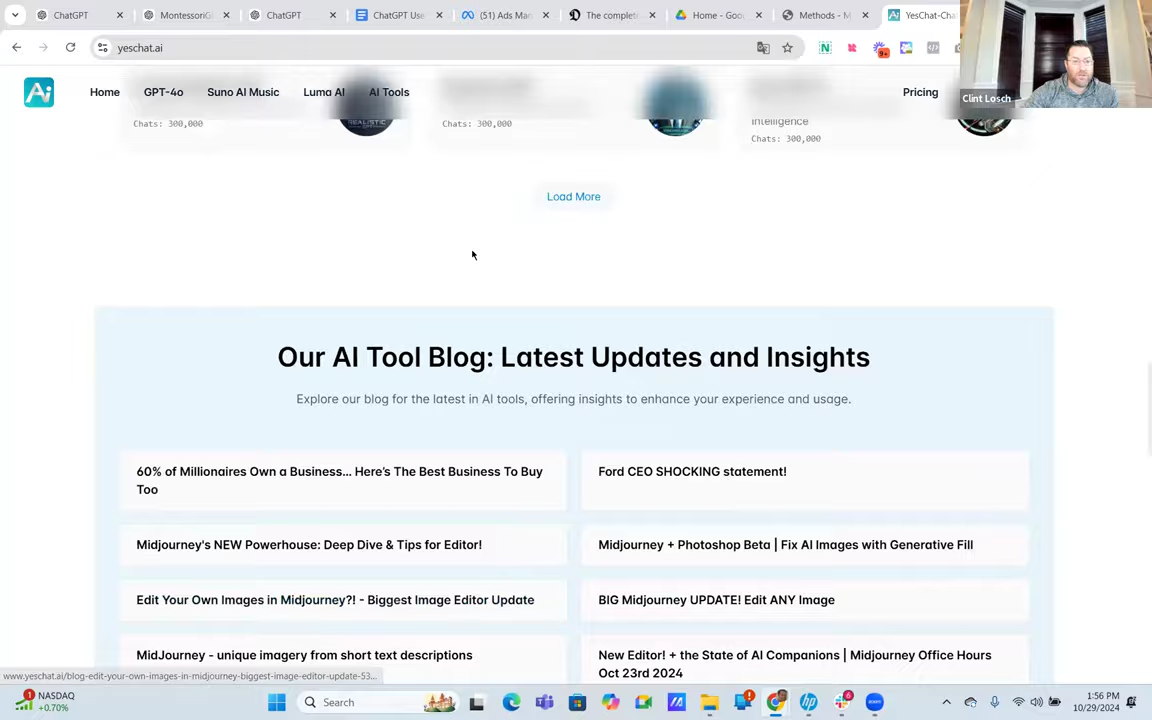 ChatGPT
MontessoriG
ChatGPT
ChatGPT Use
(51) Ads Man
The complet
Home - Goo
Methods - M
YesChat-Cha
yeschat.ai
9+
Clint Losch
Ai
Home
GPT-4o
Suno AI Music
Luma AI
AI Tools
Pricing
REALISTIC
Intelligence
Chats: 300,000
Chats: 300,000
Chats: 300,000
Load More
Our AI Tool Blog: Latest Updates and Insights
Explore our blog for the latest in AI tools, offering insights to enhance your experience and usage.
60% of Millionaires Own a Business... Here's The Best Business To Buy
Too
Ford CEO SHOCKING statement!
Midjourney's NEW Powerhouse: Deep Dive & Tips for Editor!
Midjourney + Photoshop Beta | Fix AI Images with Generative Fill
Edit Your Own Images in Midjourney?! - Biggest Image Editor Update
BIG Midjourney UPDATE! Edit ANY Image
MidJourney - unique imagery from short text descriptions
New Editor! + the State of AI Companions | Midjourney Office Hours
Oct 23rd 2024
www.yeschat.ai/blog-edit-your-own-images-in-midjourney-biggest-image-editor-update-53...
1
NASDAQ
+0.70%
Search
6
zoom
1:56 PM
10/29/2024